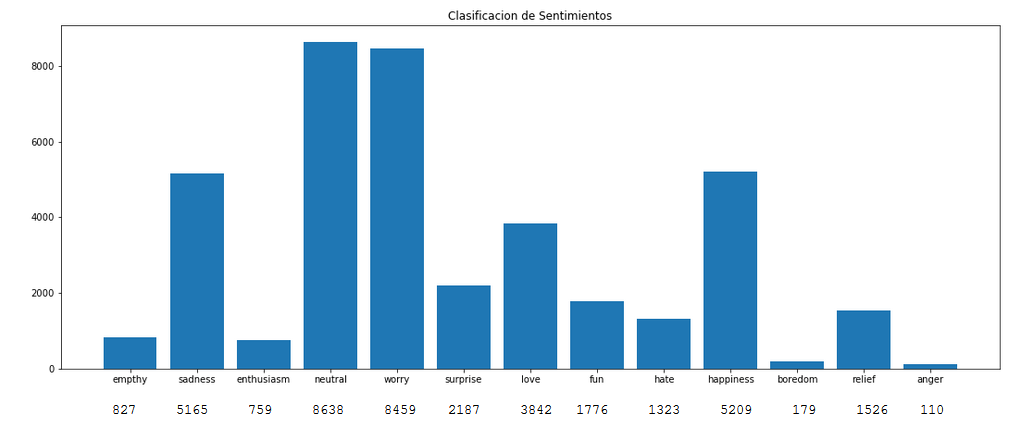 Clasificacion de Sentimientos
8000
6000
4000
2000
0
empthy sadness enthusiasm neutral worry surprise love fun hate happiness boredom relief anger
827 5165 759 8638 8459 2187 3842 1776 1323 5209 179 1526 110